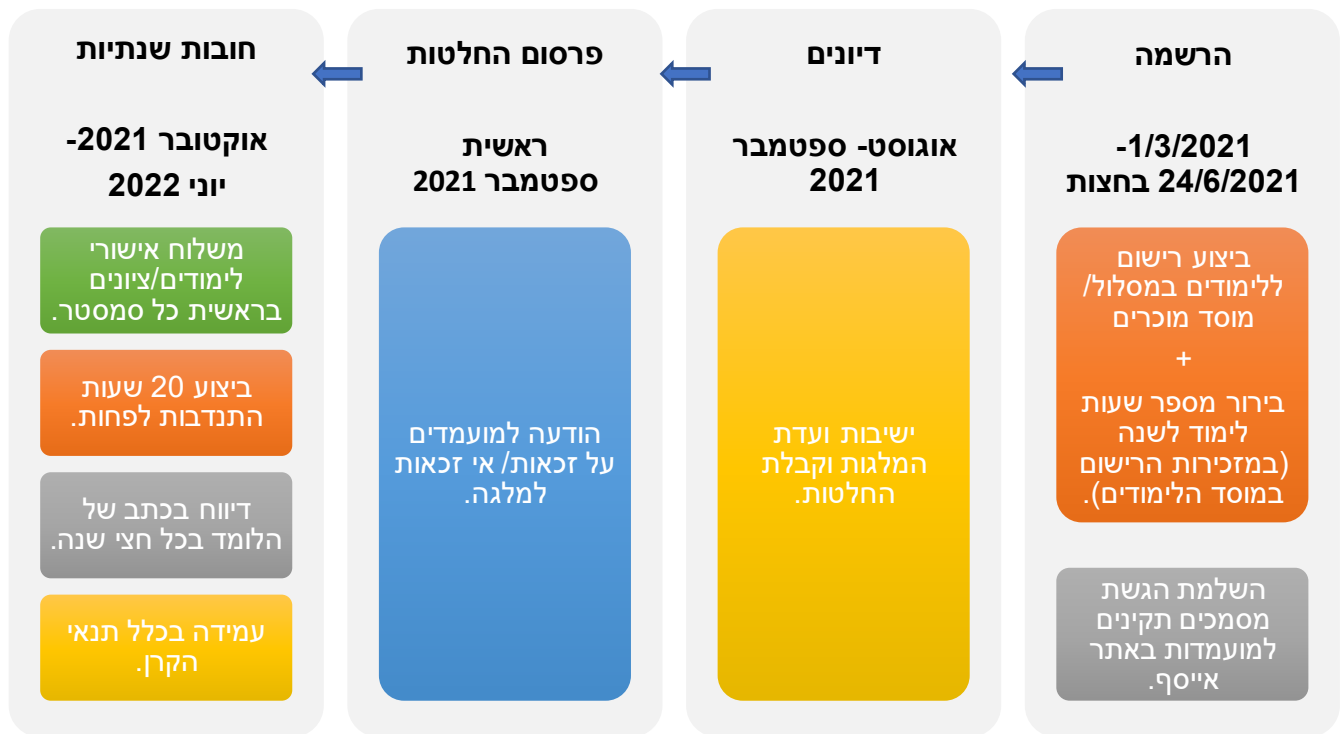 הרשמה
1/3/2021-
24/6/2021 בחצות
ביצוע רישום
ללימודים במסלול/
מוסד מוכרים
+
בירור מספר שעות
לימוד לשנה
(במזכירות הרישום
במוסד הלימודים).
השלמת הגשת
מסמכים תקינים
למועמדות באתר
אייסף.
דיונים
אוגוסט- ספטמבר
2021
ישיבות ועדת
המלגות וקבלת
החלטות.
פרסום החלטות
ראשית
ספטמבר 2021
הודעה למועמדים
על זכאות/ אי זכאות
למלגה.
חובות שנתיות
אוקטובר 2021-
יוני 2022
משלוח אישורי
לימודים/ציונים
בראשית כל סמסטר.
ביצוע 20 שעות
התנדבות לפחות.
דיווח בכתב של
הלומד בכל חצי שנה.
עמידה בכלל תנאי
הקרן.